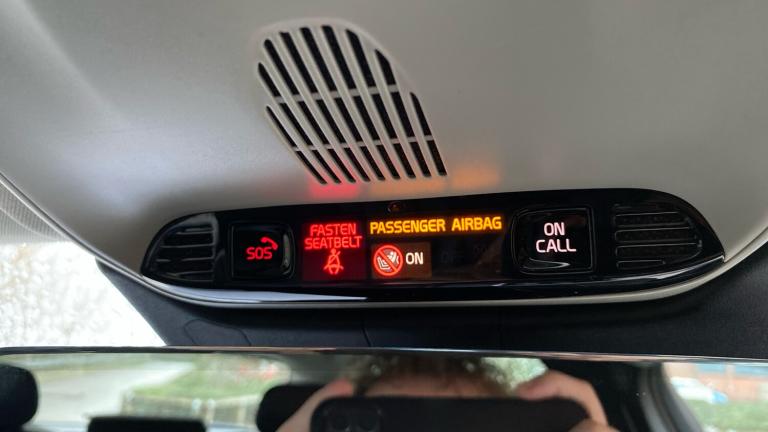 SOS
FASTEN
SEATBELT
PASSENGER AIRBAG
ON
ON
CALL